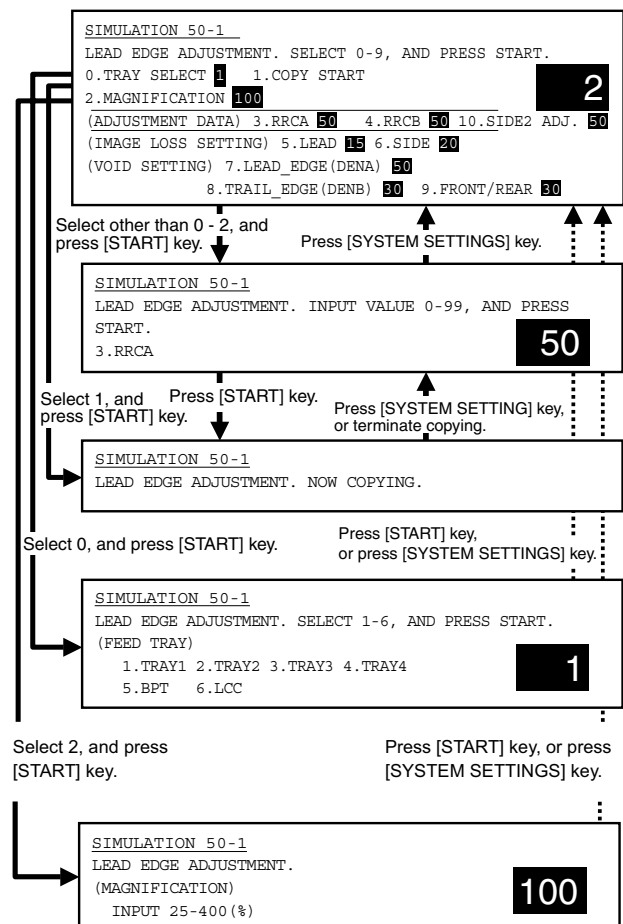 SIMULATION 50-1
LEAD EDGE ADJUSTMENT. SELECT 0-9, AND PRESS START.
0.TRAY SELECT 1 1.COPY START
2
2.MAGNIFICATION 100
(ADJUSTMENT DATA) 3.RRCA 50 4.RRCB 50 10.SIDE2 ADJ. 50
(IMAGE LOSS SETTING) 5.LEAD 15 6.SIDE 20
(VOID SETTING) 7.LEAD_EDGE(DENA) 50
8.TRAIL_EDGE(DENB) 30 9.FRONT/REAR 30
Select other than 0 - 2, and
press [START] key.
Press [SYSTEM SETTINGS] key.
SIMULATION 50-1
LEAD EDGE ADJUSTMENT. INPUT VALUE 0-99, AND PRESS
START.
3.RRCA
50
Select 1, and
press [START] key.
Press [START] key.
Press [SYSTEM SETTING] key,
or terminate copying.
SIMULATION 50-1
LEAD EDGE ADJUSTMENT. NOW COPYING.
Select 0, and press [START] key.
Press [START] key,
or press [SYSTEM SETTINGS] key.
SIMULATION 50-1
LEAD EDGE ADJUSTMENT. SELECT 1-6, AND PRESS START.
(FEED TRAY)
1.TRAY1 2.TRAY2 3.TRAY3 4.TRAY4
5.BPT 6.LCC
1
Select 2, and press
[START] key.
Press [START] key, or press
[SYSTEM SETTINGS] key.
SIMULATION 50-1
LEAD EDGE ADJUSTMENT.
(MAGNIFICATION)
INPUT 25-400(%)
100